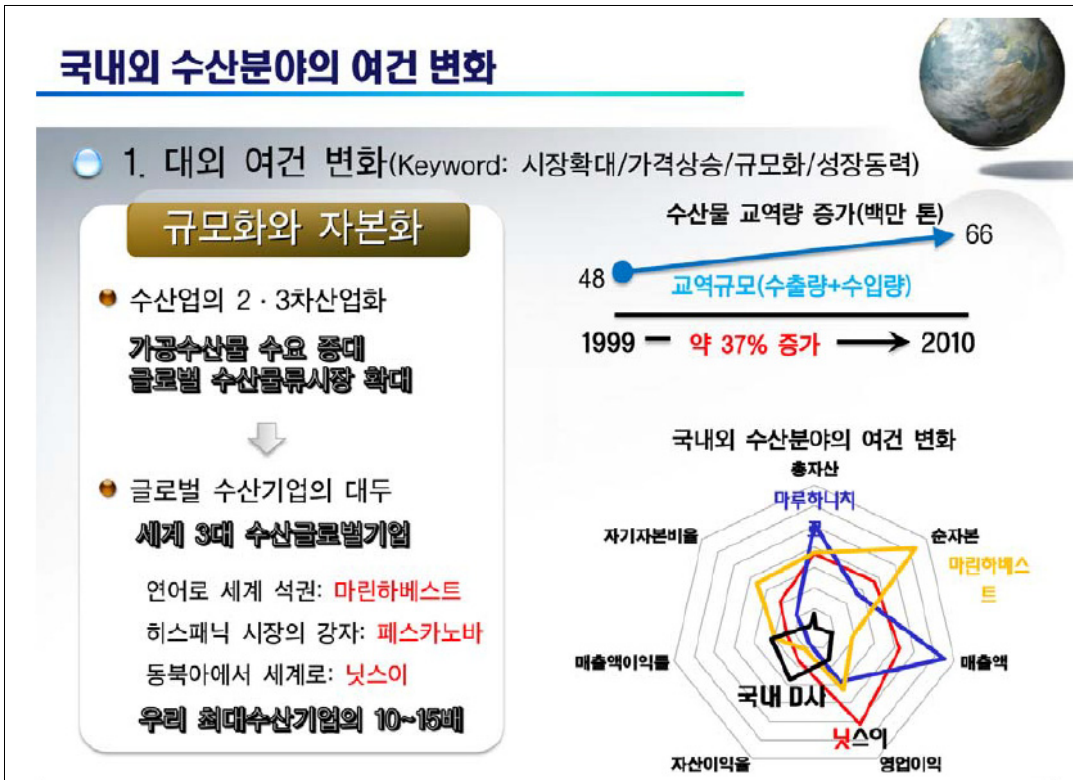 국내외 수산분야의 여건 변화
1. 대외 여건 변화(Keyword: 시장확대/가격상승/규모화/성장동력)
규모화와 자본화
수산업의 2·3차산업화
가공수산물 수요 증대
글로벌 수산물류시장 확대
글로벌 수산기업의 대두
세계 3대 수산글로벌기업
연어로 세계 석권: 마린하베스트
히스패닉 시장의 강자: 페스카노바
동북아에서 세계로: 닛스이
우리 최대수산기업의 10~15배
수산물 교역량 증가(백만 톤)
48
66
교역규모(수출량+수입량)
1999
약 37% 증가
2010
국내외 수산분야의 여건 변화
총자산
마루하니치
자기자본비율
순자본
마린하베스
트
매출액이익률
매출액
국내 D사
닛스이
자산이익율
영업이익